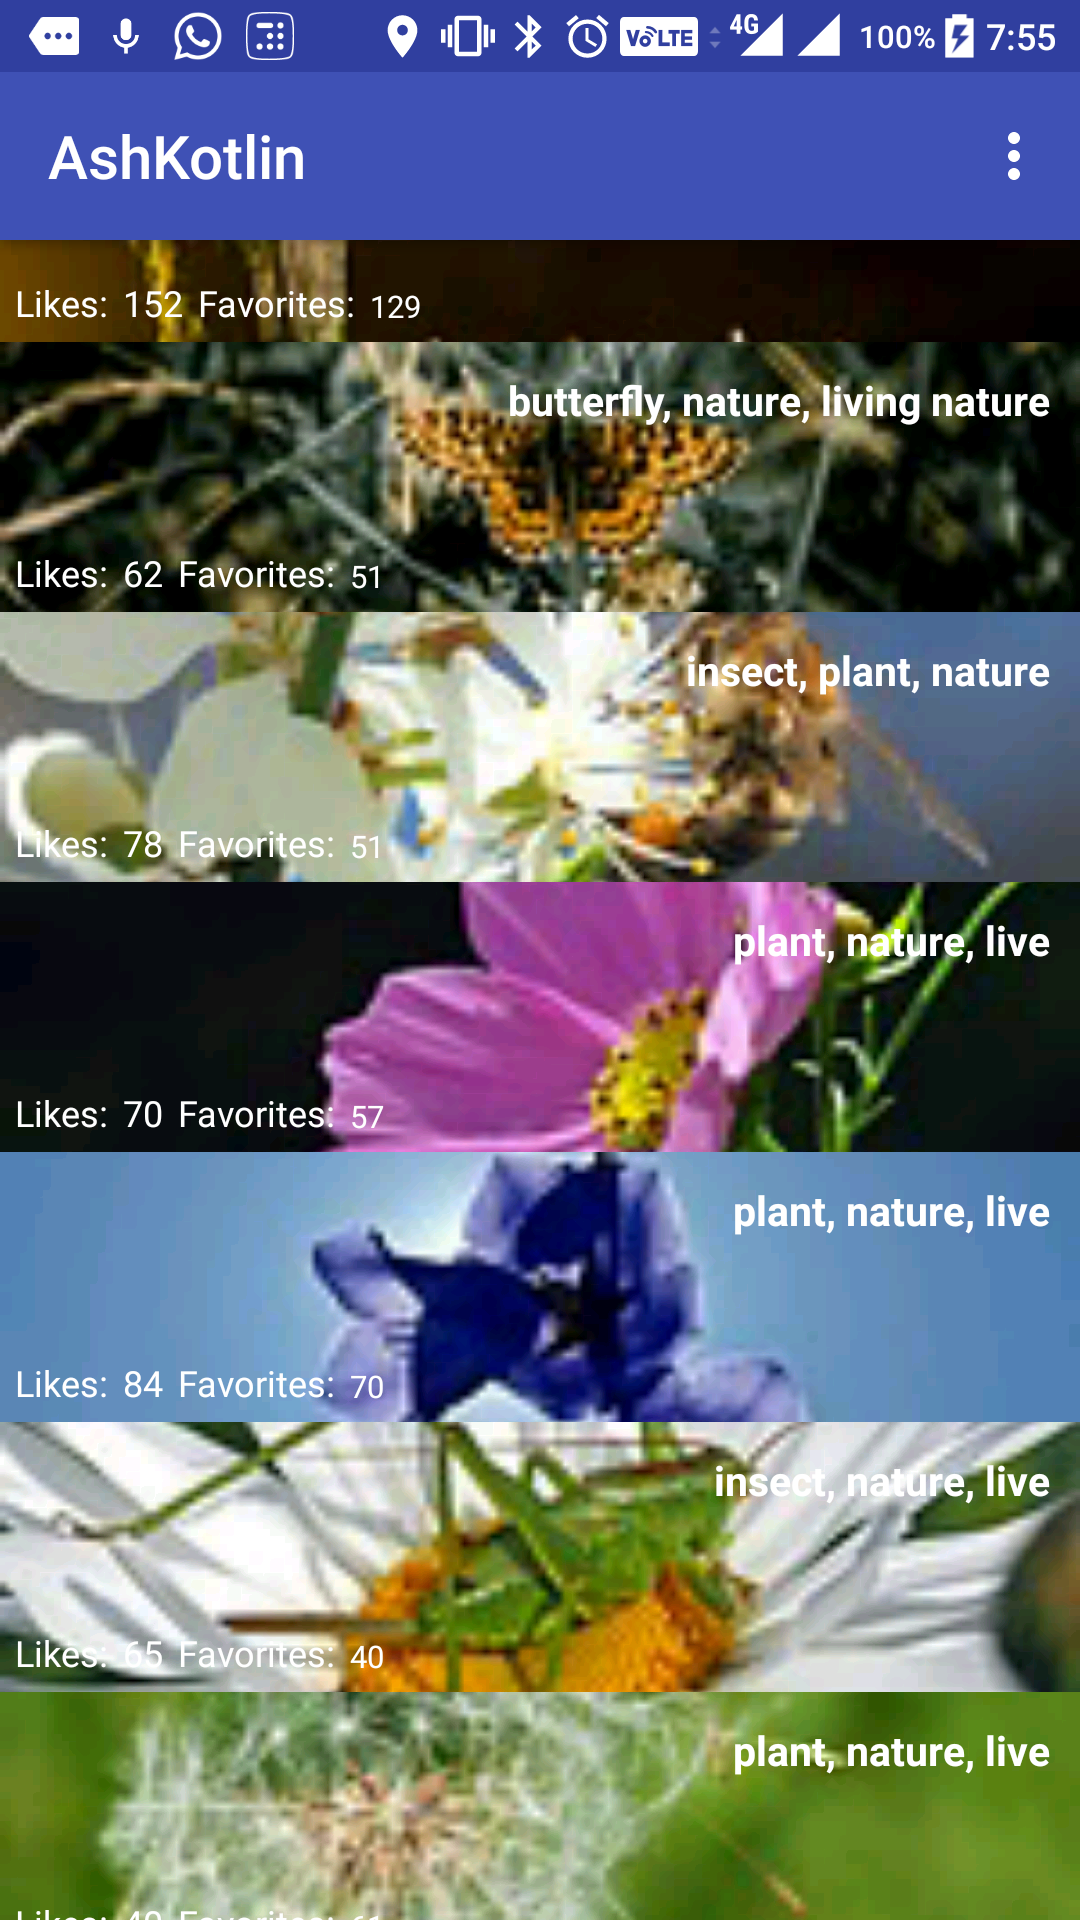 VoLTE 4G 100% 7:55
AshKotlin
Likes: 152 Favorites: 129
butterfly, nature, living nature
Likes: 62 Favorites: 51
insect, plant, nature
Likes: 78 Favorites: 51
plant, nature, live
Likes: 70 Favorites: 57
plant, nature, live
Likes: 84 Favorites: 70
insect, nature, live
Likes: 65 Favorites: 40
plant, nature, live
Likes: Favorites: